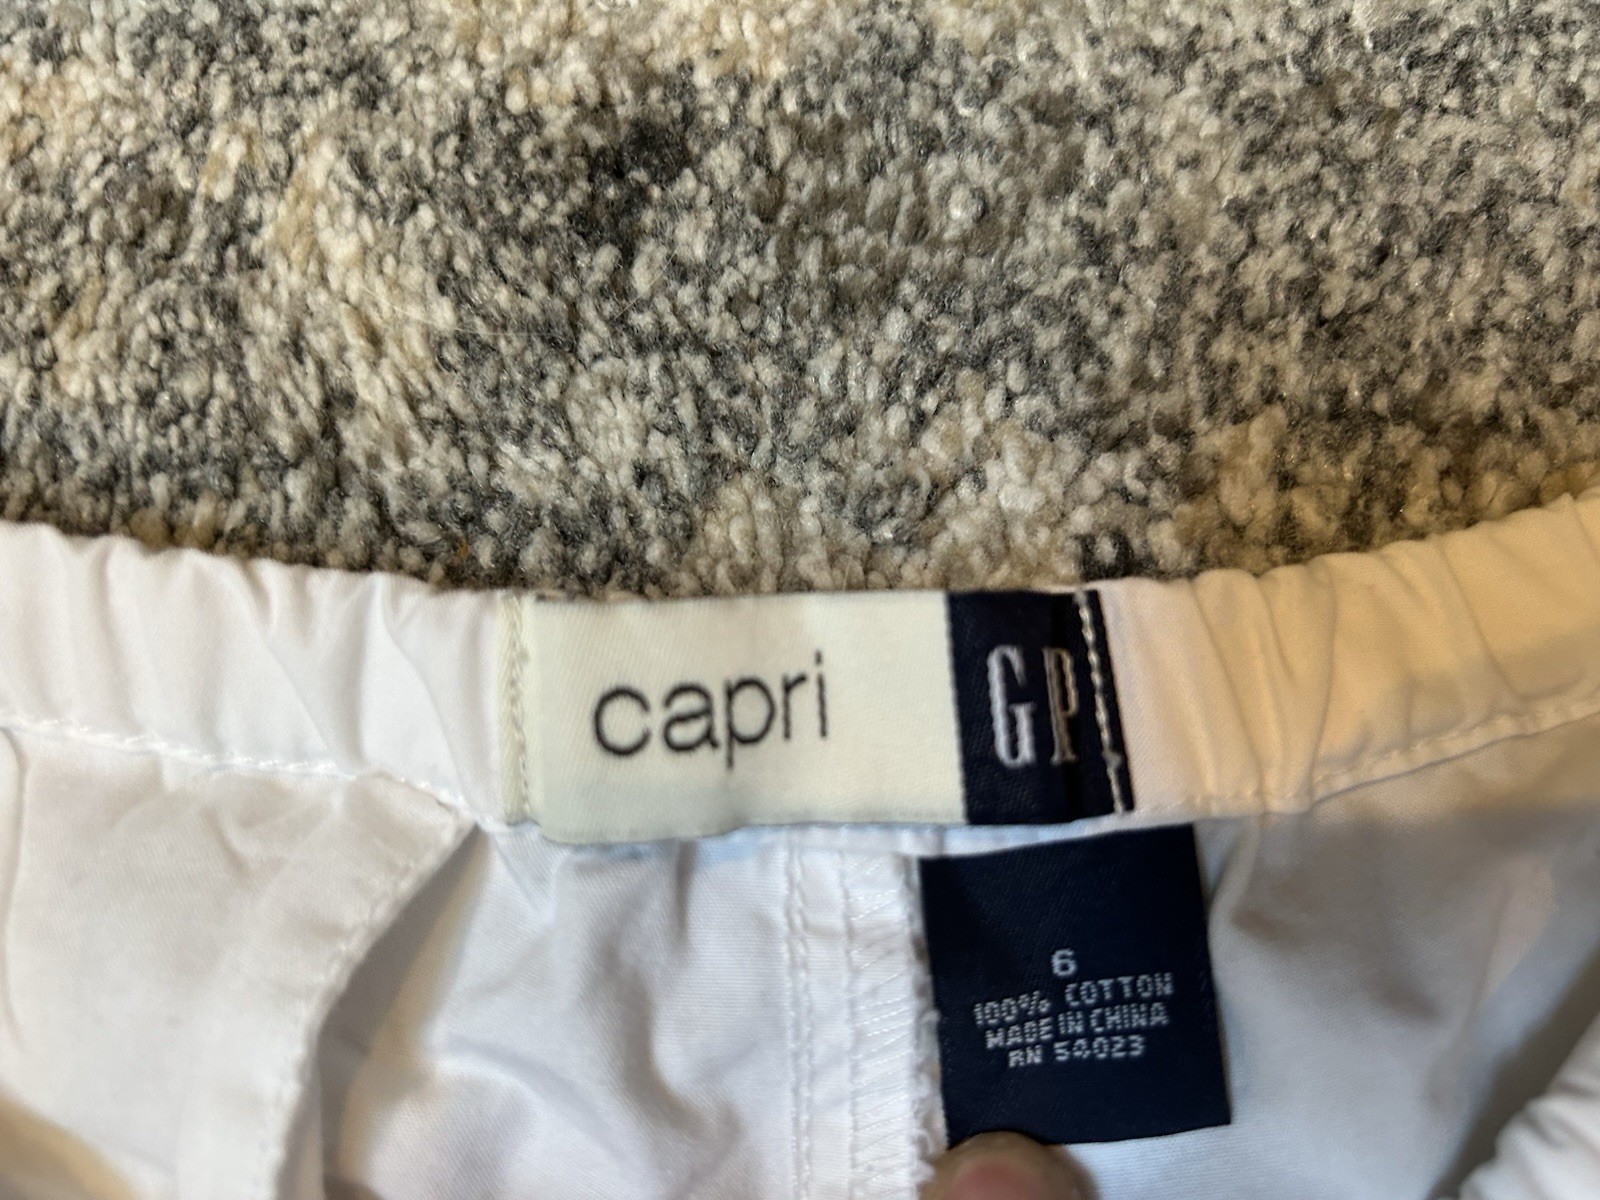 capri
GP
6
100% COTTON
MADE IN CHINA
RN 54023